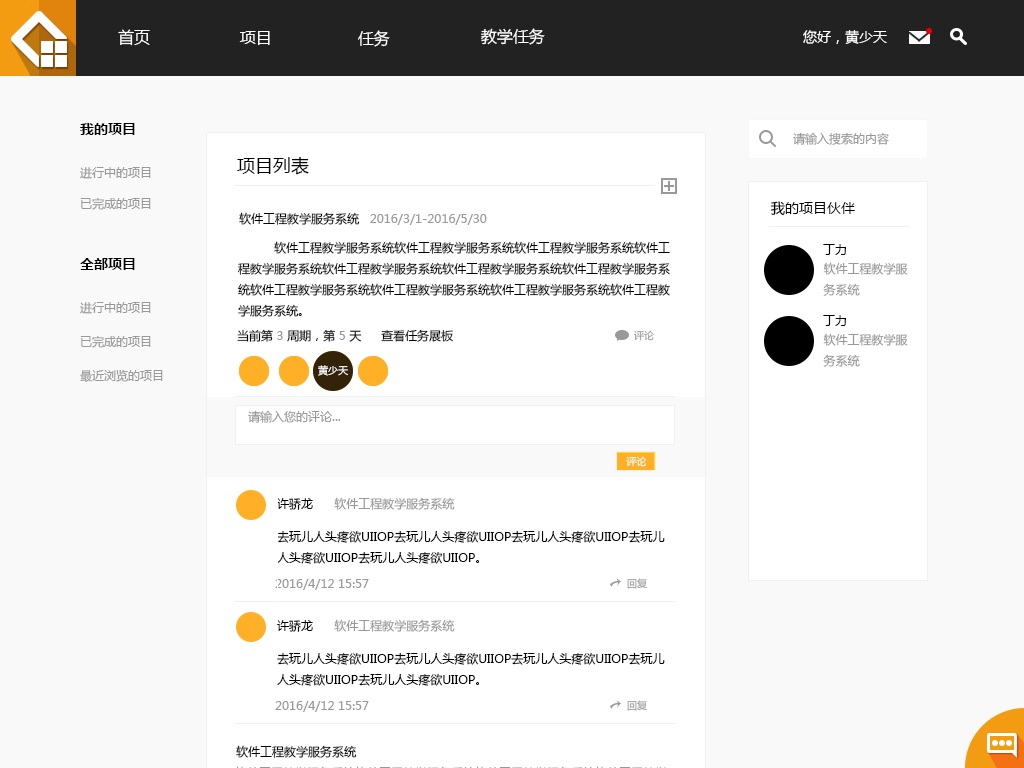 首页
项目
任务
教学任务
您好，黄少天
我的项目
进行中的项目
已完成的项目
全部项目
进行中的项目
已完成的项目
最近浏览的项目
项目列表
软件工程教学服务系统 2016/3/1-2016/5/30
软件工程教学服务系统软件工程教学服务系统软件工程教学服务系统软件工
程教学服务系统软件工程教学服务系统软件工程教学服务系统软件工程教学服务系
统软件工程教学服务系统软件工程教学服务系统软件工程教学服务系统软件工程教
学服务系统。
当前第 3 周期，第 5 天 查看任务展板 评论
黄少天
请输入您的评论...
评论
许骄龙 软件工程教学服务系统
去玩儿人头疼欲UIIOP去玩儿人头疼欲UIIOP去玩儿人头疼欲UIIOP去玩儿
人头疼欲UIIOP去玩儿人头疼欲UIIOP。
2016/4/12 15:57 回复
许骄龙 软件工程教学服务系统
去玩儿人头疼欲UIIOP去玩儿人头疼欲UIIOP去玩儿人头疼欲UIIOP去玩儿
人头疼欲UIIOP去玩儿人头疼欲UIIOP。
2016/4/12 15:57 回复
软件工程教学服务系统
请输入搜索的内容
我的项目伙伴
丁力
软件工程教学服
务系统
丁力
软件工程教学服
务系统